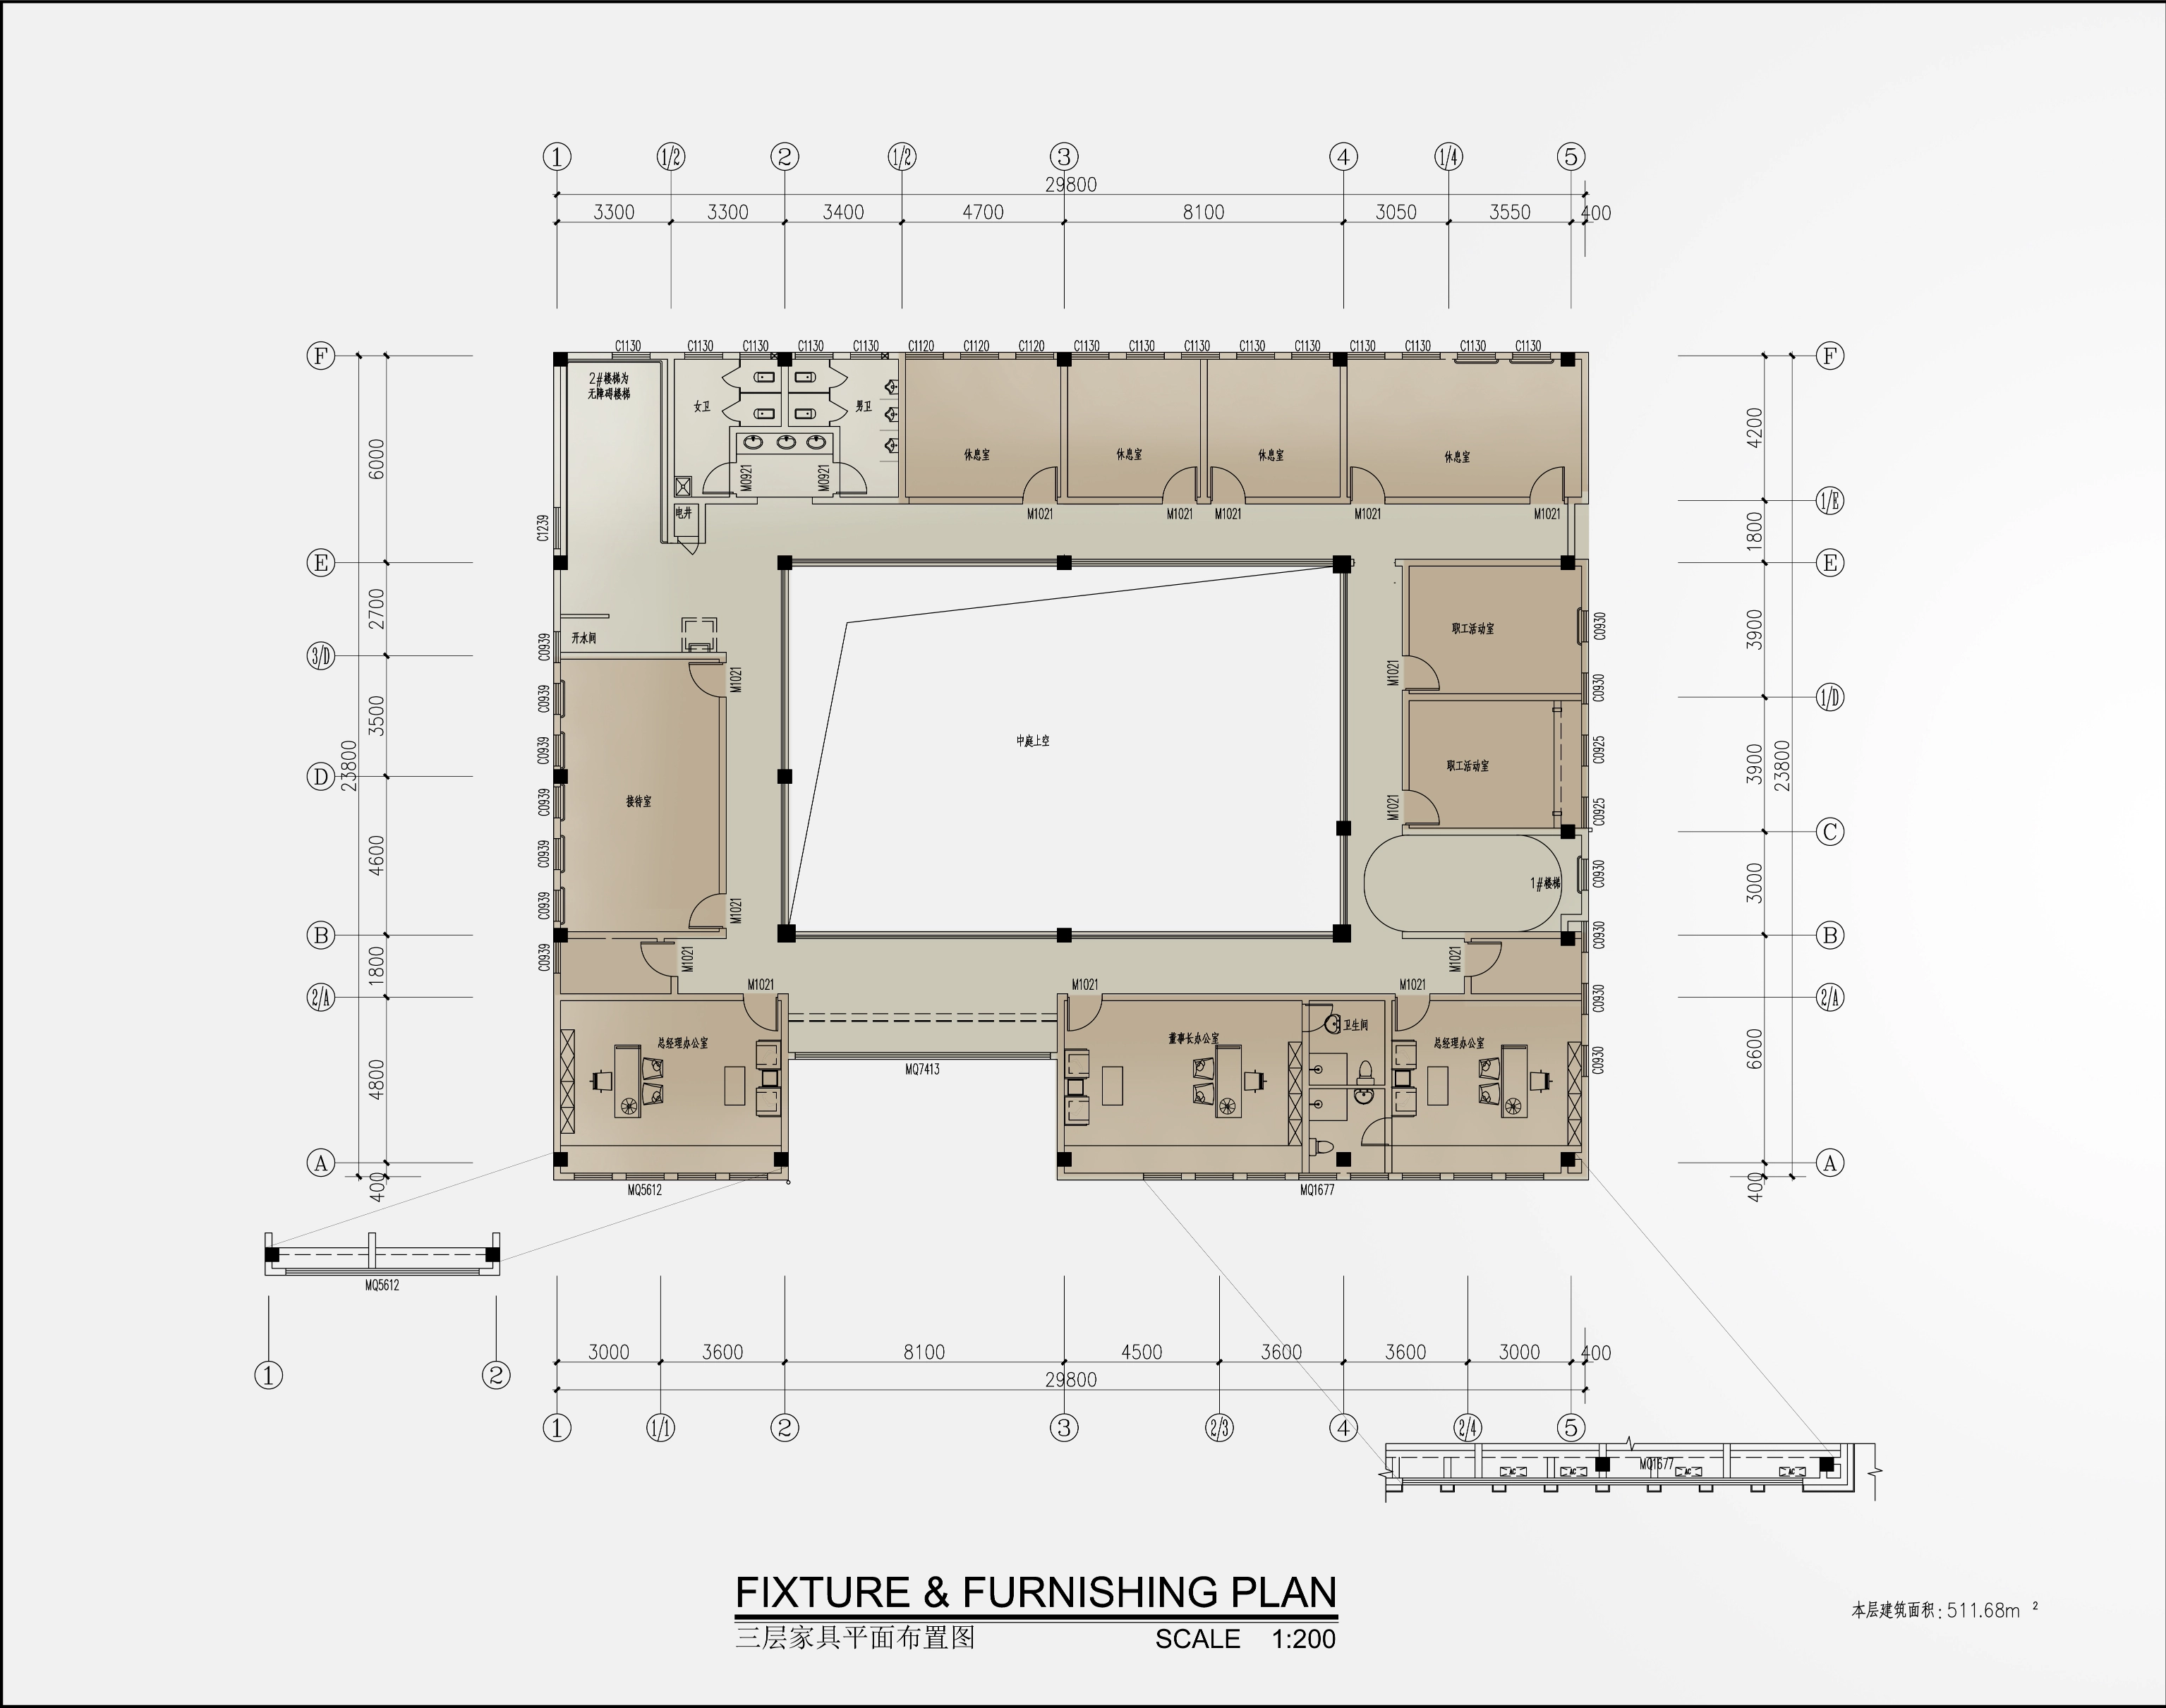 1 1/2 2 1/2 3 4 1/4 5
29800
3300 3300 3400 4700 8100 3050 3550 400
C1130 C1130 C1130 C1130 C1130 C1120 C1120 C1120 C1130 C1130 C1130 C1130 C1130 C1130 C1130 C1130 C1130
F F
2#楼梯为
无障碍楼梯
女卫 男卫
6000 4200
休息室 休息室 休息室 休息室
M0921 M0921
1/E
电井 M1021 M1021 M1021 M1021 M1021
C1239 1800
E E
2700 3900
职工活动室 C0930
开水间 C0939
3/D
M1021 M1021 C0930
C0939 1/D
3500
C0939 职工活动室 C0925
中庭上空
23800 D 3900 23800
接待室 C0939 M1021 C0925
C
4600 C0939
1#楼梯 C0930 3000
C0939 M1021
B C0930 B
C0939 M1021 M1021
1800
M1021 M1021 M1021
2/A C0930 2/A
总经理办公室 董事长办公室 卫生间 总经理办公室
C0930 6600
MQ7413
4800
A A
400 400
MQ5612 MQ1677
MQ5612
1 2
3000 3600 8100 4500 3600 3600 3000 400
29800
1 1/1 2 3 2/3 4 2/4 5
MQ1677
AC AC AC AC
FIXTURE & FURNISHING PLAN
三层家具平面布置图 SCALE 1:200
本层建筑面积:511.68m 2